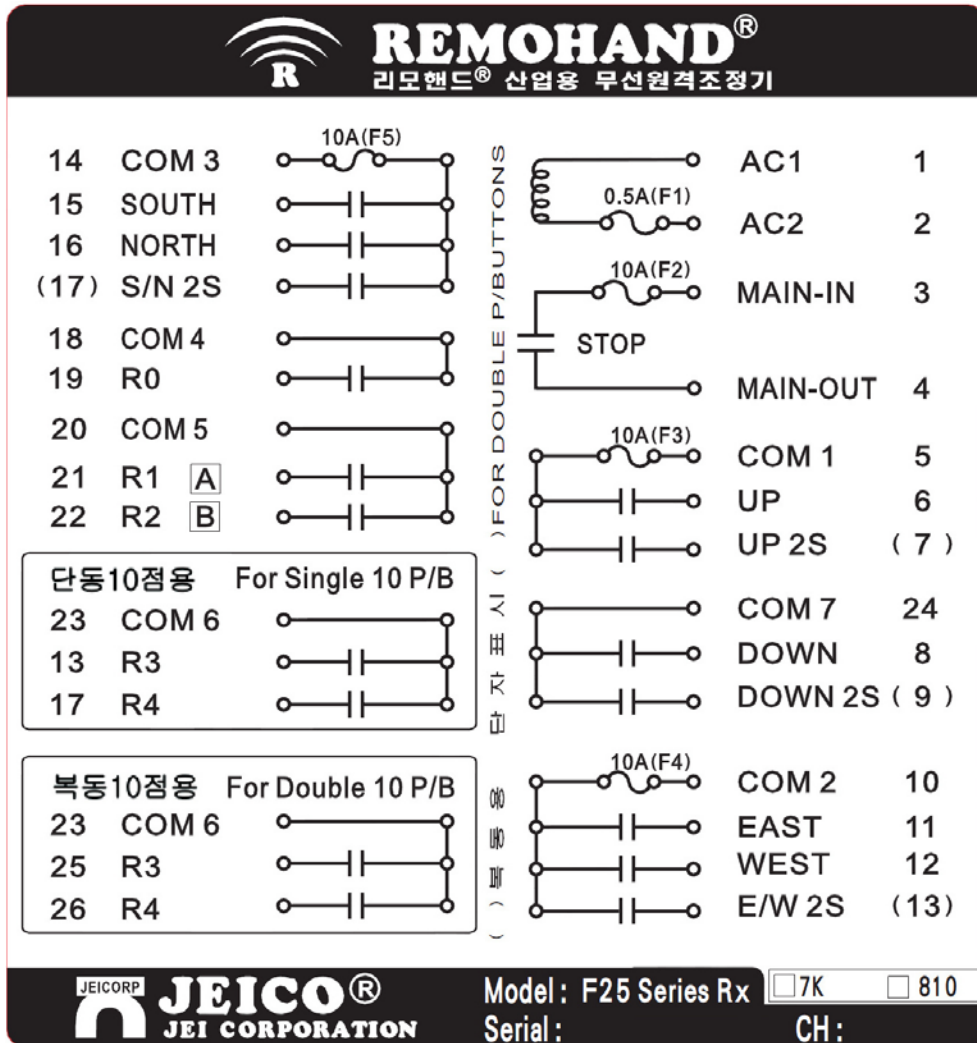 REMOHAND®
R
리모핸드® 산업용 무선원격조정기
10A(F5)
14 COM 3
15 SOUTH
16 NORTH
(17) S/N 2S
18 COM 4
19 R0
20 COM 5
21 R1 A
22 R2 B
단동10점용 For Single 10 P/B
23 COM 6
13 R3
17 R4
복동10점용 For Double 10 P/B
23 COM 6
25 R3
26 R4
( )복동용 ( )단자표시 (FOR DOUBLE P/BUTTONS
AC1 1
0.5A(F1)
AC2 2
10A(F2)
MAIN-IN 3
STOP
MAIN-OUT 4
10A(F3)
COM 1 5
UP 6
UP 2S ( 7 )
COM 7 24
DOWN 8
DOWN 2S ( 9 )
10A(F4)
COM 2 10
EAST 11
WEST 12
E/W 2S (13)
JEICORP
JEICO®
JEI CORPORATION
Model : F25 Series Rx 7K 810
Serial : CH :